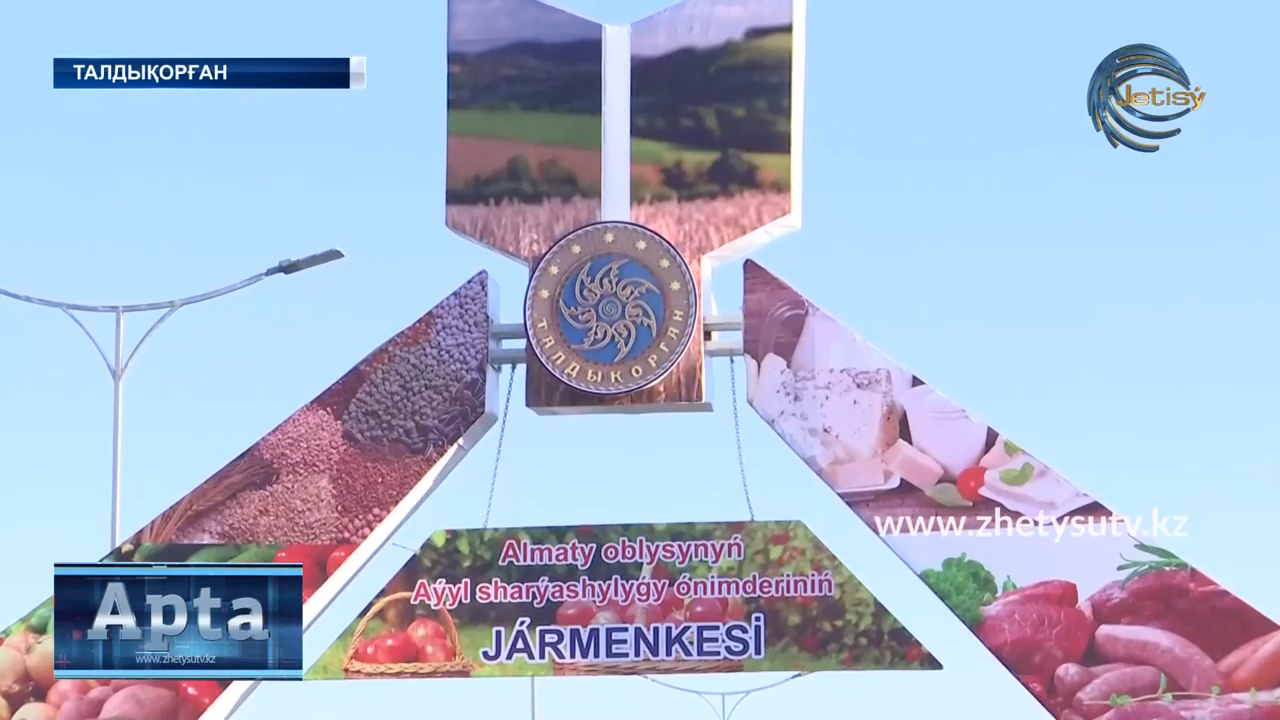 ТАЛДЫҚОРҒАН
Jetisý
ТАЛДЫҚОРҒАН
www.zhetysutv.kz
Almaty oblysynyń
Aýyl sharýashylyǵy ónimderiniń
JÁRMENKESİ
Apta
www.zhetysutv.kz